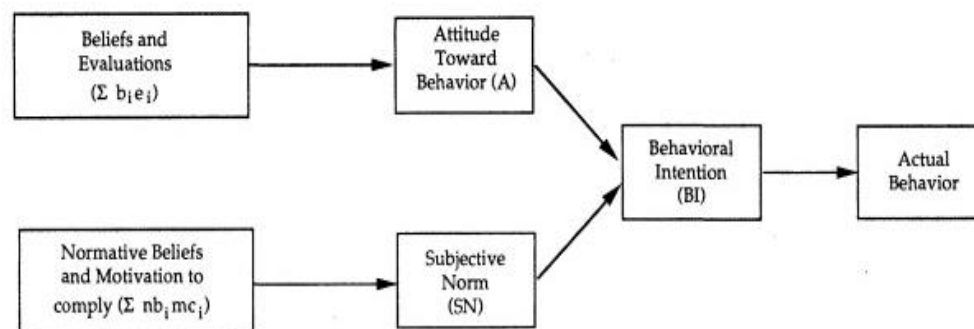 Beliefs and
Evaluations
(Σ bᵢeᵢ)
Attitude
Toward
Behavior (A)
Behavioral
Intention
(BI)
Actual
Behavior
Normative Beliefs
and Motivation to
comply (Σ nbᵢmcᵢ)
Subjective
Norm
(SN)